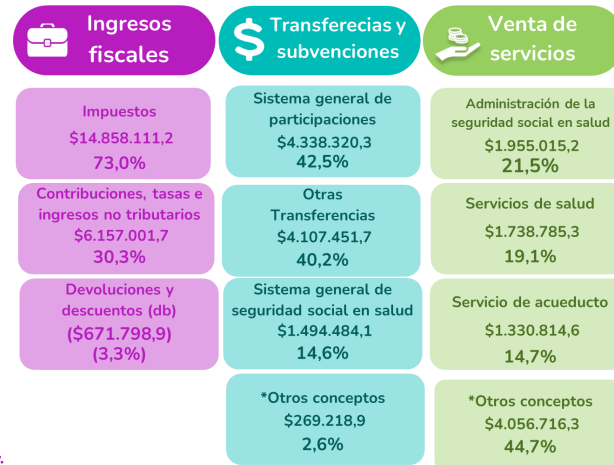 Ingresos
fiscales
Impuestos
$14.858.111,2
73,0%
Contribuciones, tasas e
ingresos no tributarios
$6.157.001,7
30,3%
Devoluciones y
descuentos (db)
($671.798,9)
(3,3%)
Transferecias y
subvenciones
Sistema general de
participaciones
$4.338.320,3
42,5%
Otras
Transferencias
$4.107.451,7
40,2%
Sistema general de
seguridad social en salud
$1.494.484,1
14,6%
*Otros conceptos
$269.218,9
2,6%
Venta de
servicios
Administración de la
seguridad social en salud
$1.955.015,2
21,5%
Servicios de salud
$1.738.785,3
19,1%
Servicio de acueducto
$1.330.814,6
14,7%
*Otros conceptos
$4.056.716,3
44,7%